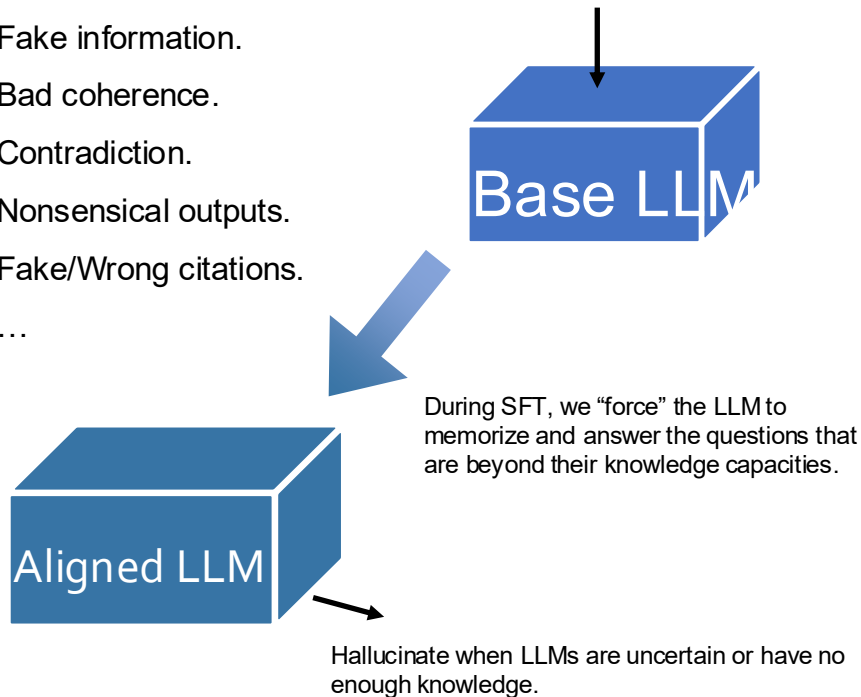 Fake information.
Bad coherence.
Contradiction.
Nonsensical outputs.
Fake/Wrong citations.
…
Base LLM
During SFT, we “force” the LLM to
memorize and answer the questions that
are beyond their knowledge capacities.
Aligned LLM
Hallucinate when LLMs are uncertain or have no
enough knowledge.